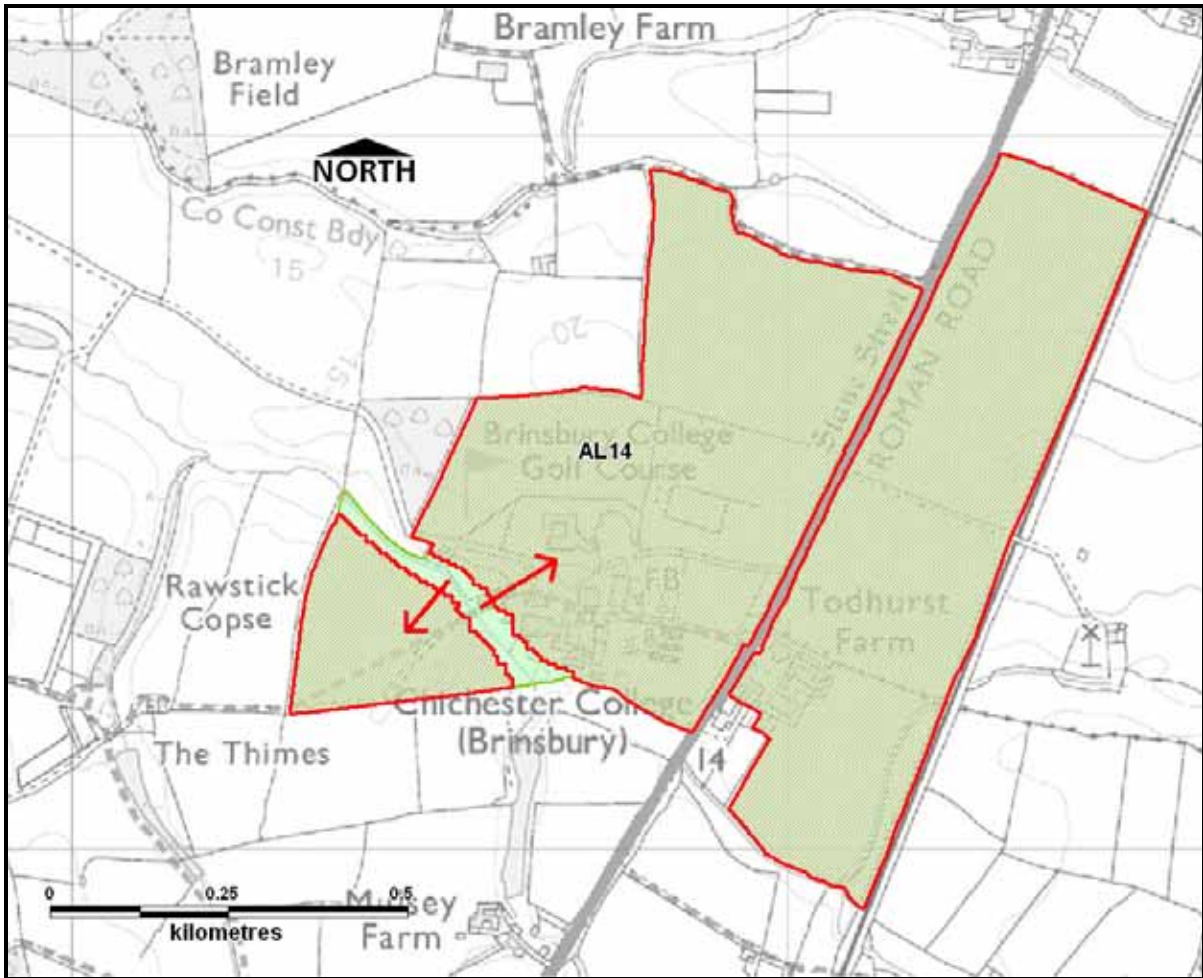 Bramley Farm
Bramley
Field
NORTH
Co Const Bdy
15
20
15
Stane Street
ROMAN ROAD
Brinsbury College
Golf Course
AL14
FB
Rawstick
Copse
Todhurst
Farm
Chichester College
(Brinsbury)
The Thimes
14
0 0.25 0.5
kilometres
Farm